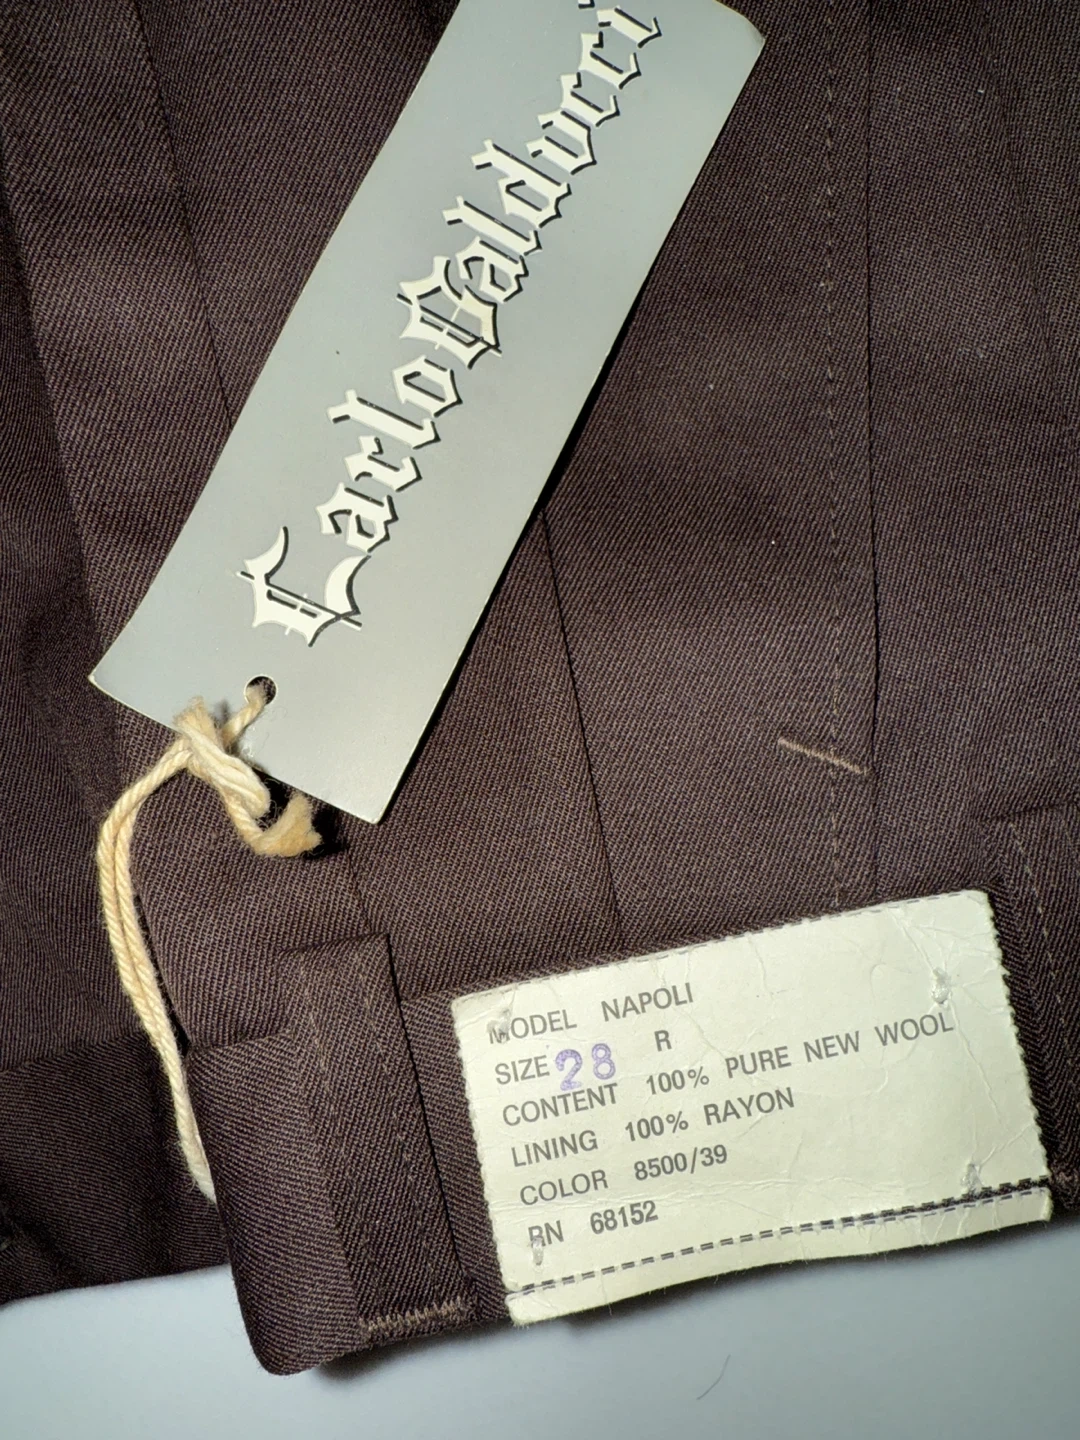 Carlo Balducci
MODEL NAPOLI
SIZE 28 R
CONTENT 100% PURE NEW WOOL
LINING 100% RAYON
COLOR 8500/39
RN 68152